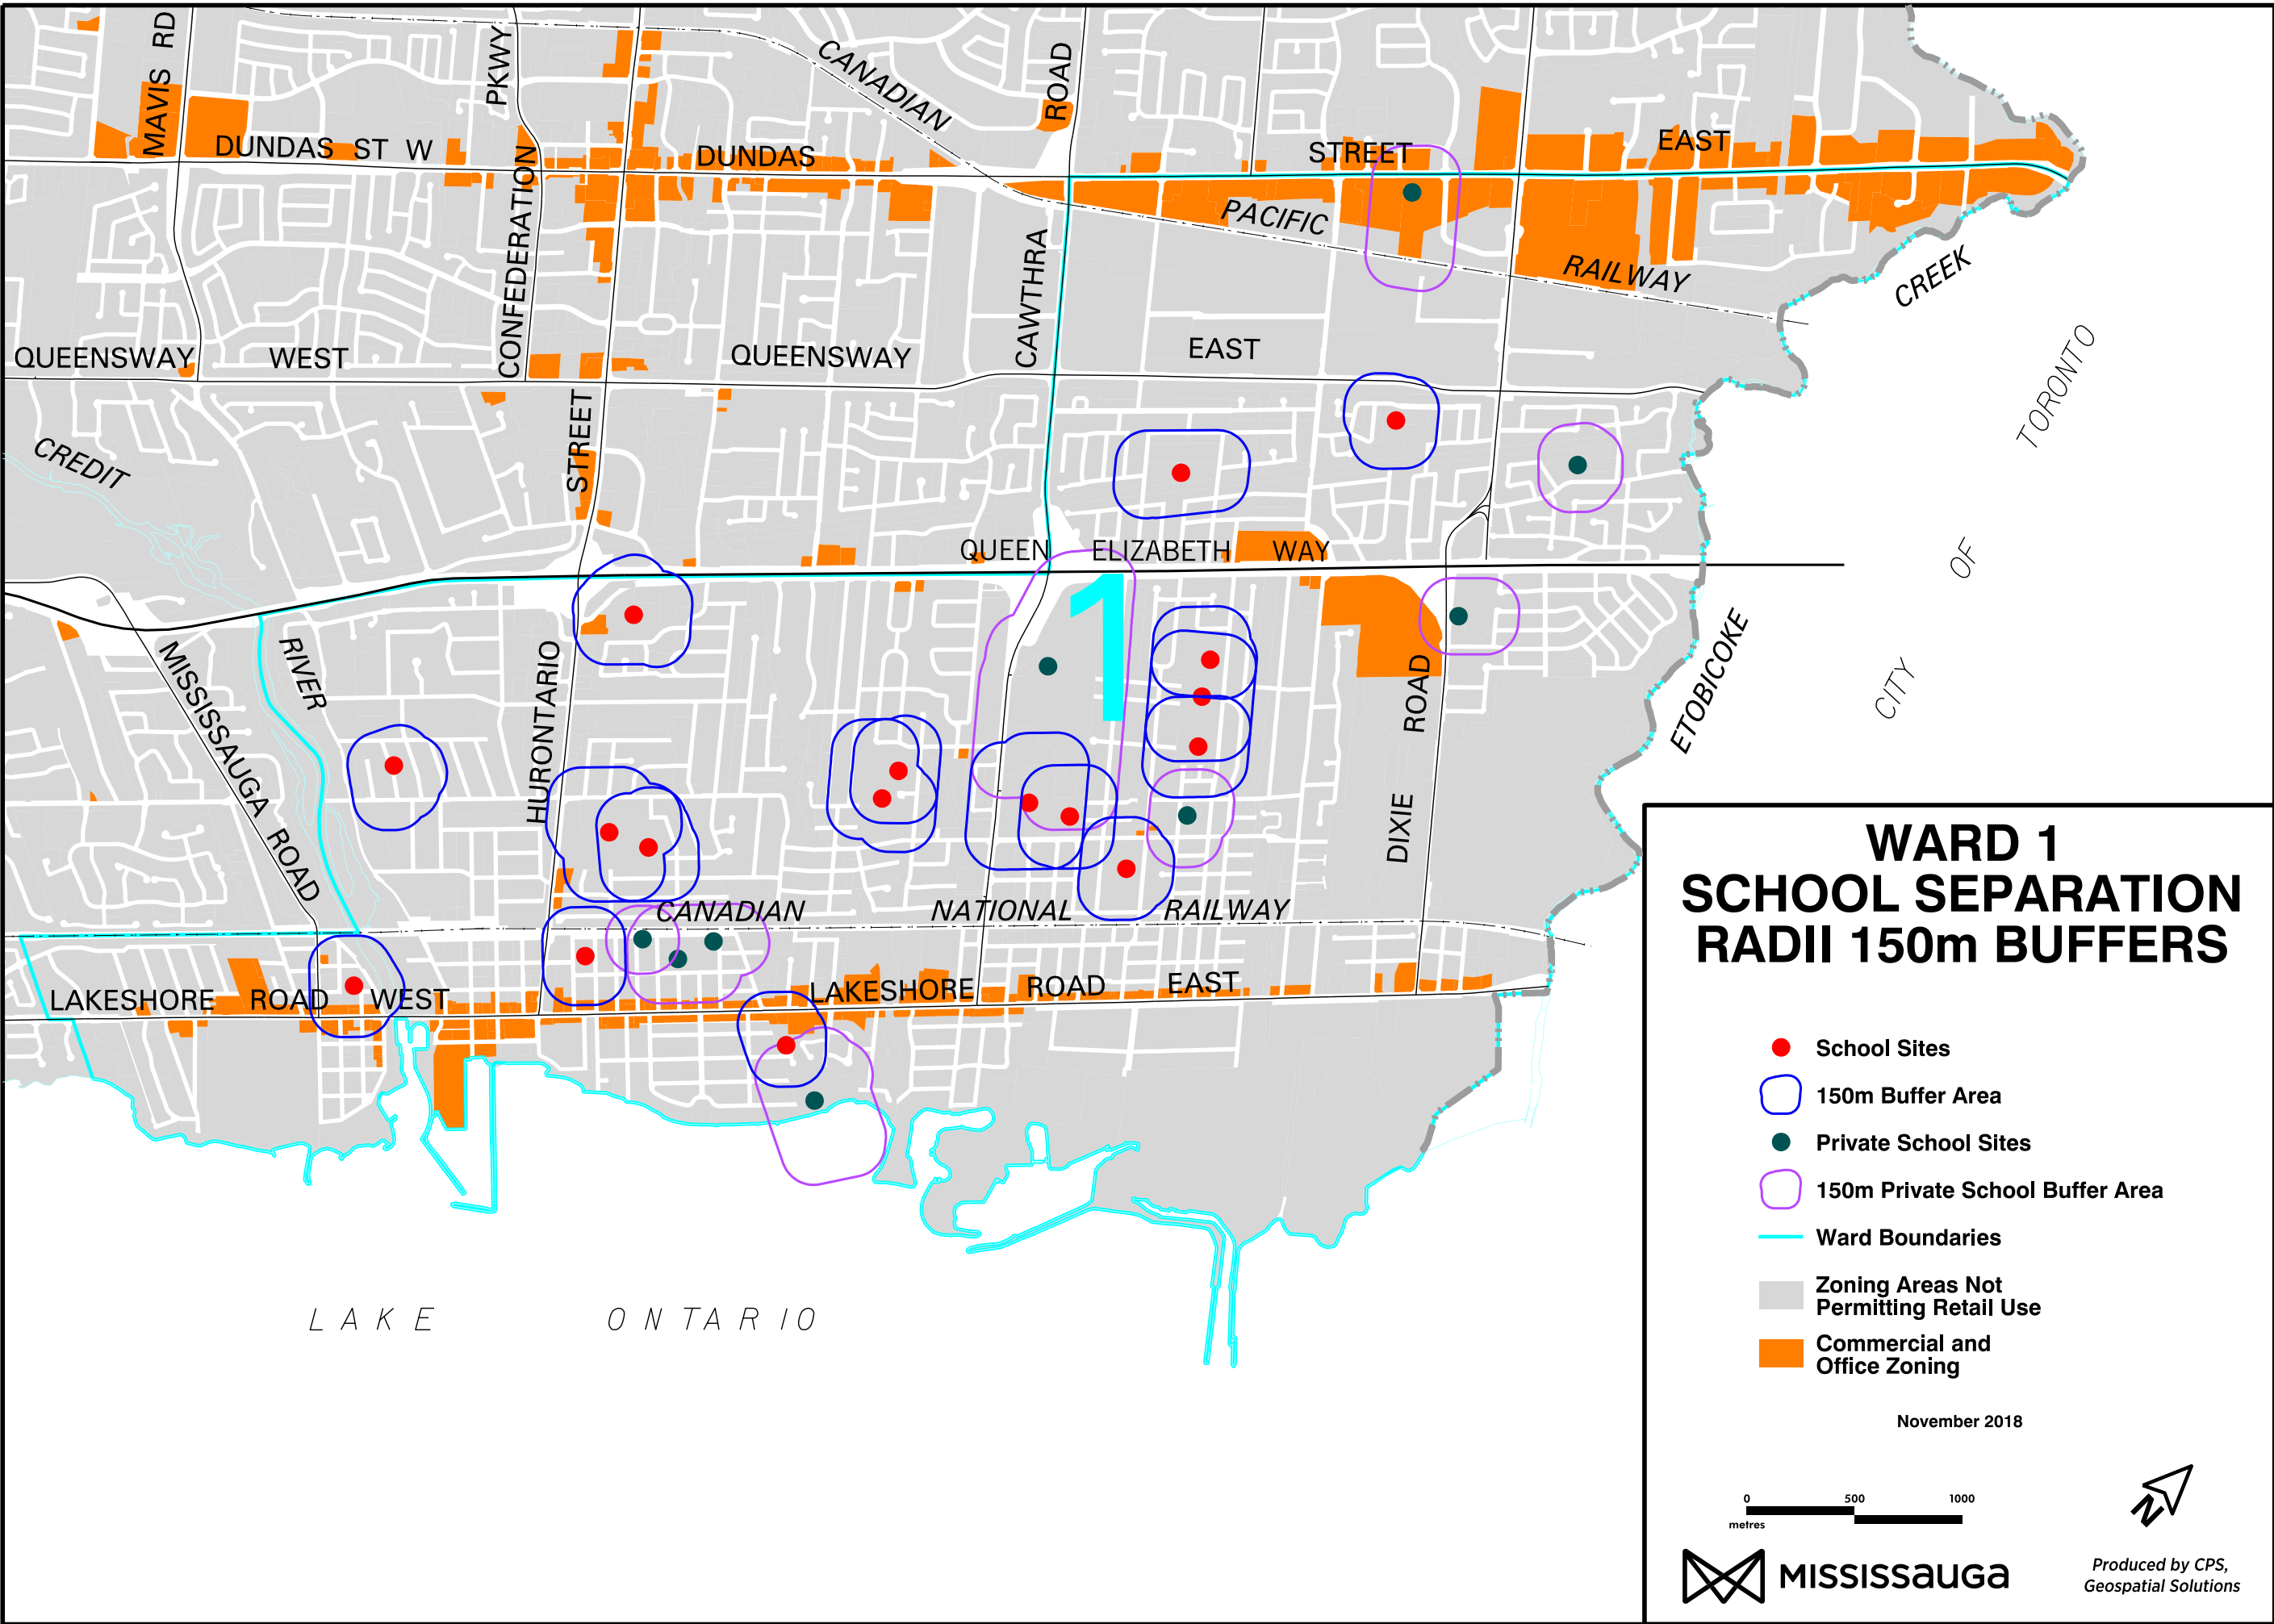 MAVIS RD
PKWY
CANADIAN
ROAD
DUNDAS ST W
CONFEDERATION
DUNDAS
STREET
EAST
PACIFIC
RAILWAY
CREEK
CAWTHRA
QUEENSWAY
WEST
QUEENSWAY
EAST
TORONTO
CREDIT
STREET
QUEEN
ELIZABETH
WAY
OF
1
RIVER
MISSISSAUGA ROAD
HURONTARIO
ROAD
DIXIE
ETOBICOKE
CITY
CANADIAN
NATIONAL
RAILWAY
LAKESHORE
ROAD
WEST
LAKESHORE
ROAD
EAST
LAKE
ONTARIO
WARD 1
SCHOOL SEPARATION
RADII 150m BUFFERS
School Sites
150m Buffer Area
Private School Sites
150m Private School Buffer Area
Ward Boundaries
Zoning Areas Not
Permitting Retail Use
Commercial and
Office Zoning
November 2018
0 500 1000
metres
N
MISSISSAUGA
Produced by CPS,
Geospatial Solutions